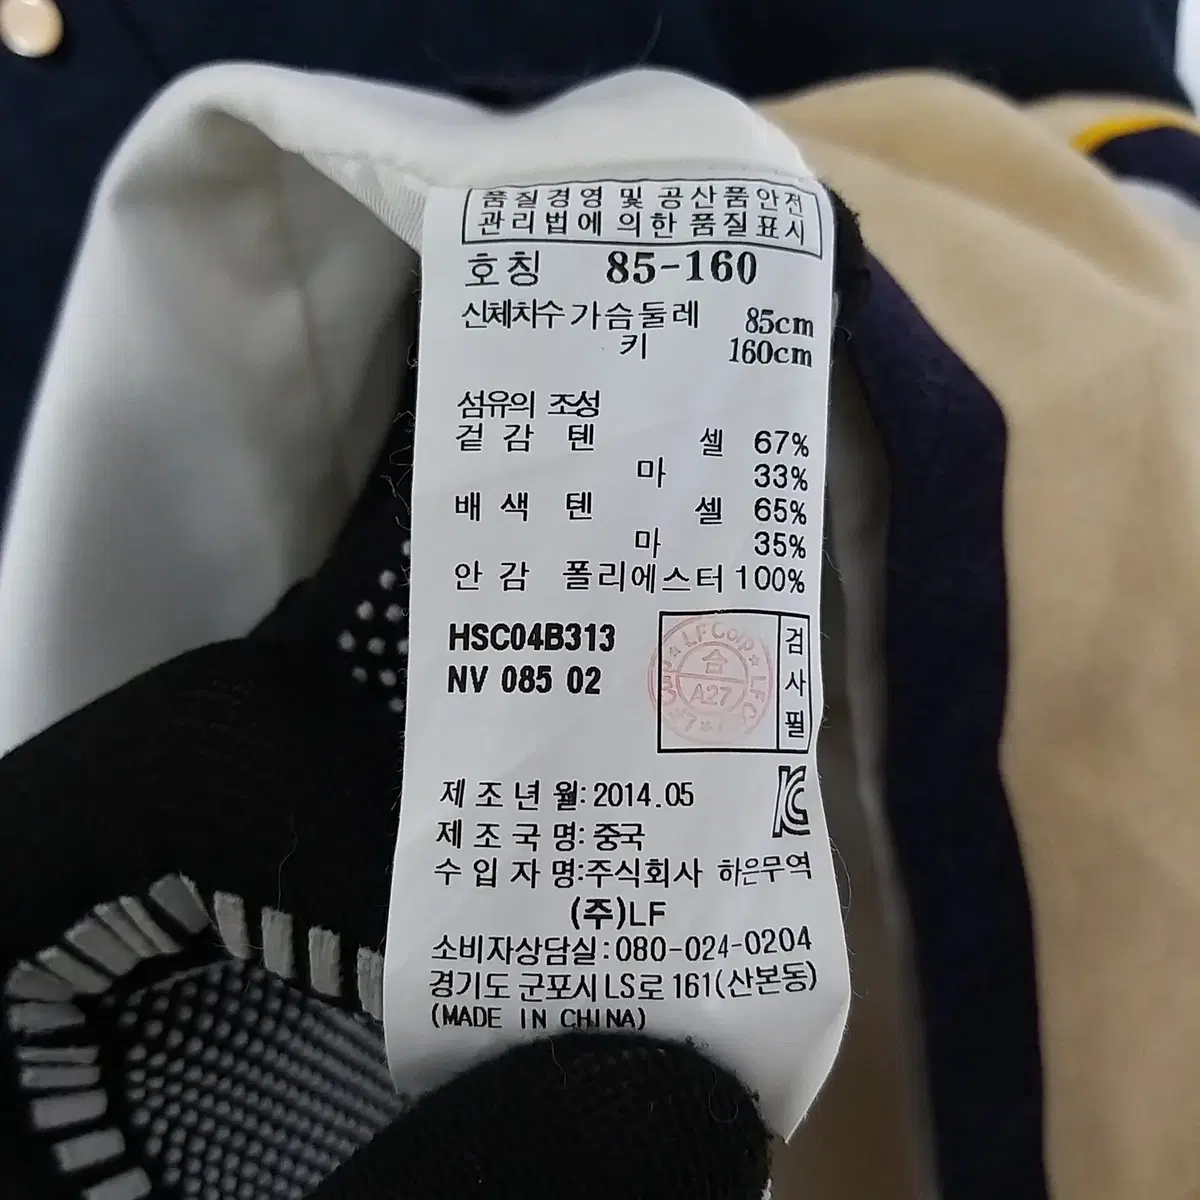 품질경영 및 공산품안전
관리법에 의한 품질표시
호칭 85-160
신체치수 가슴둘레 85cm
키 160cm
섬유의 조성
겉감 텐셀 67%
마 33%
배색 텐셀 65%
마 35%
안감 폴리에스터 100%
HSC04B313
NV 085 02
LF Corp
合
A27
검사필
제조년월: 2014.05
KC
제조국명: 중국
수입자명:주식회사 하은무역
(주)LF
소비자상담실:080-024-0204
경기도 군포시 LS로 161(산본동)
(MADE IN CHINA)